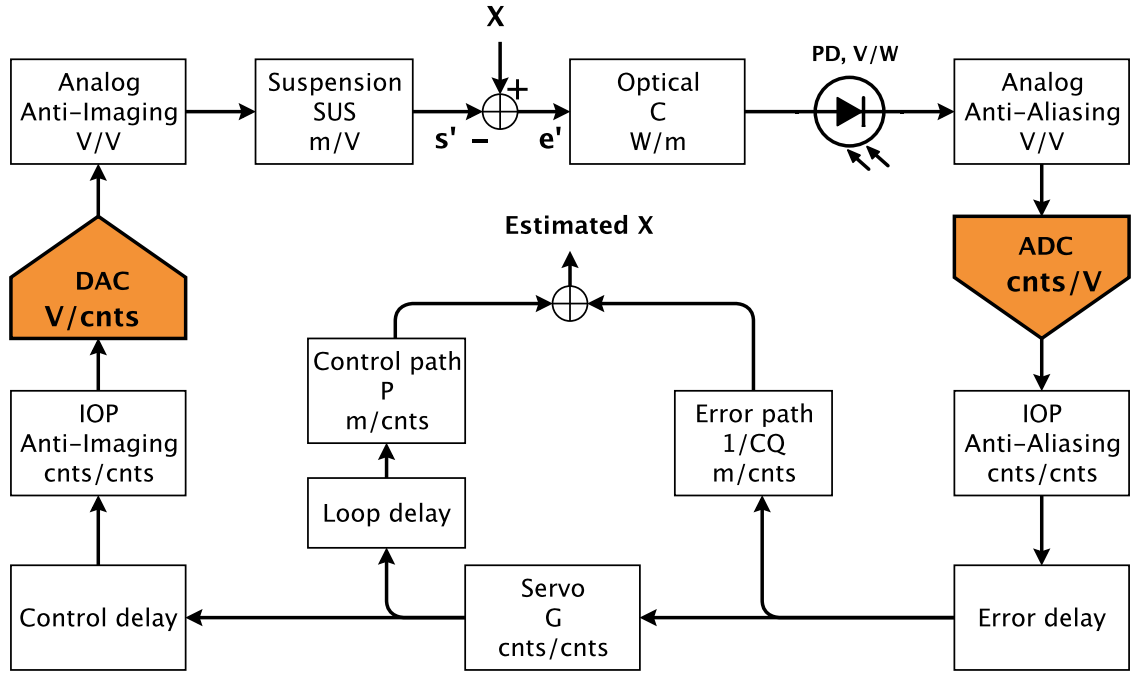 X
PD, V/W
Analog
Anti-Imaging
V/V
Suspension
SUS
m/V
+
s' –
e'
Optical
C
W/m
Analog
Anti-Aliasing
V/V
Estimated X
DAC
V/cnts
ADC
cnts/V
Control path
P
m/cnts
IOP
Anti-Imaging
cnts/cnts
Error path
1/CQ
m/cnts
IOP
Anti-Aliasing
cnts/cnts
Loop delay
Control delay
Servo
G
cnts/cnts
Error delay